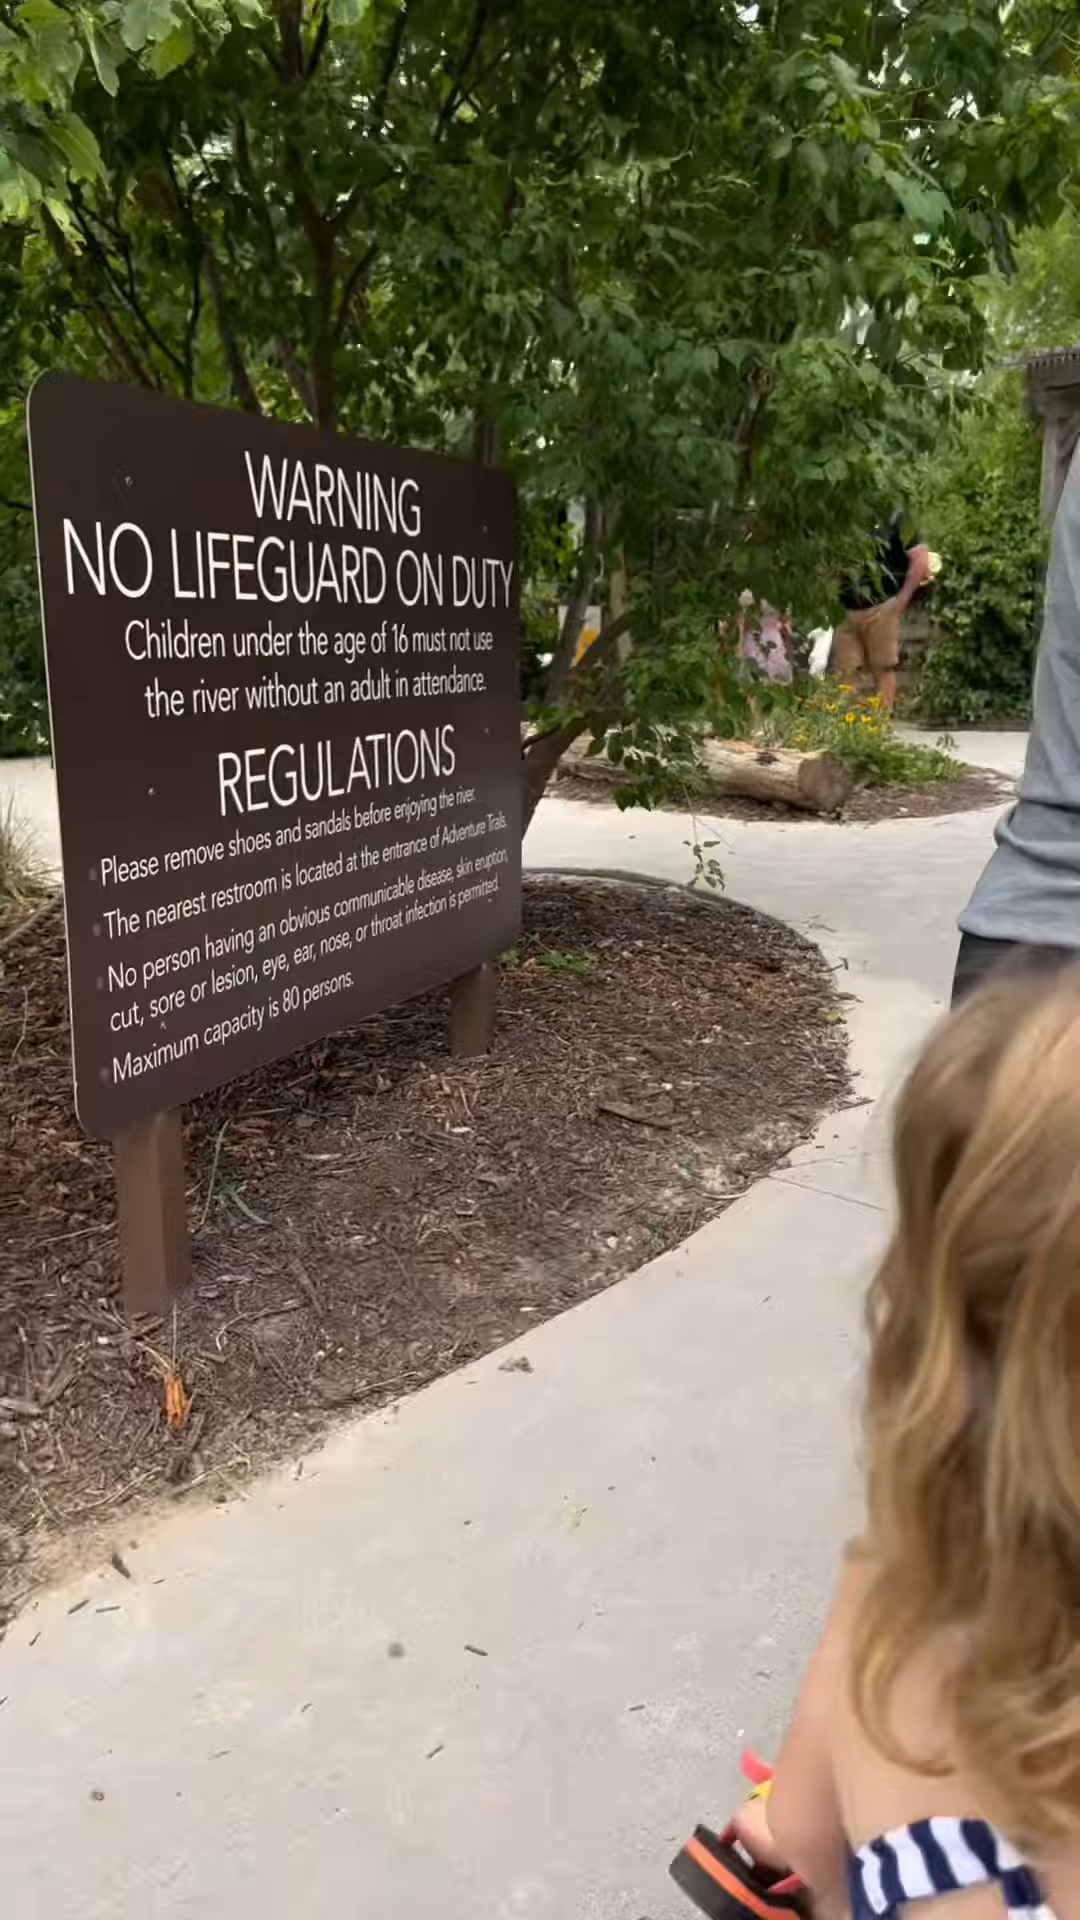 WARNING
NO LIFEGUARD ON DUTY
Children under the age of 16 must not use
the river without an adult in attendance.
REGULATIONS
• Please remove shoes and sandals before enjoying the river.
• The nearest restroom is located at the entrance of Adventure Trails.
• No person having an obvious communicable disease, skin eruption,
cut, sore or lesion, eye, ear, nose, or throat infection is permitted.
• Maximum capacity is 80 persons.